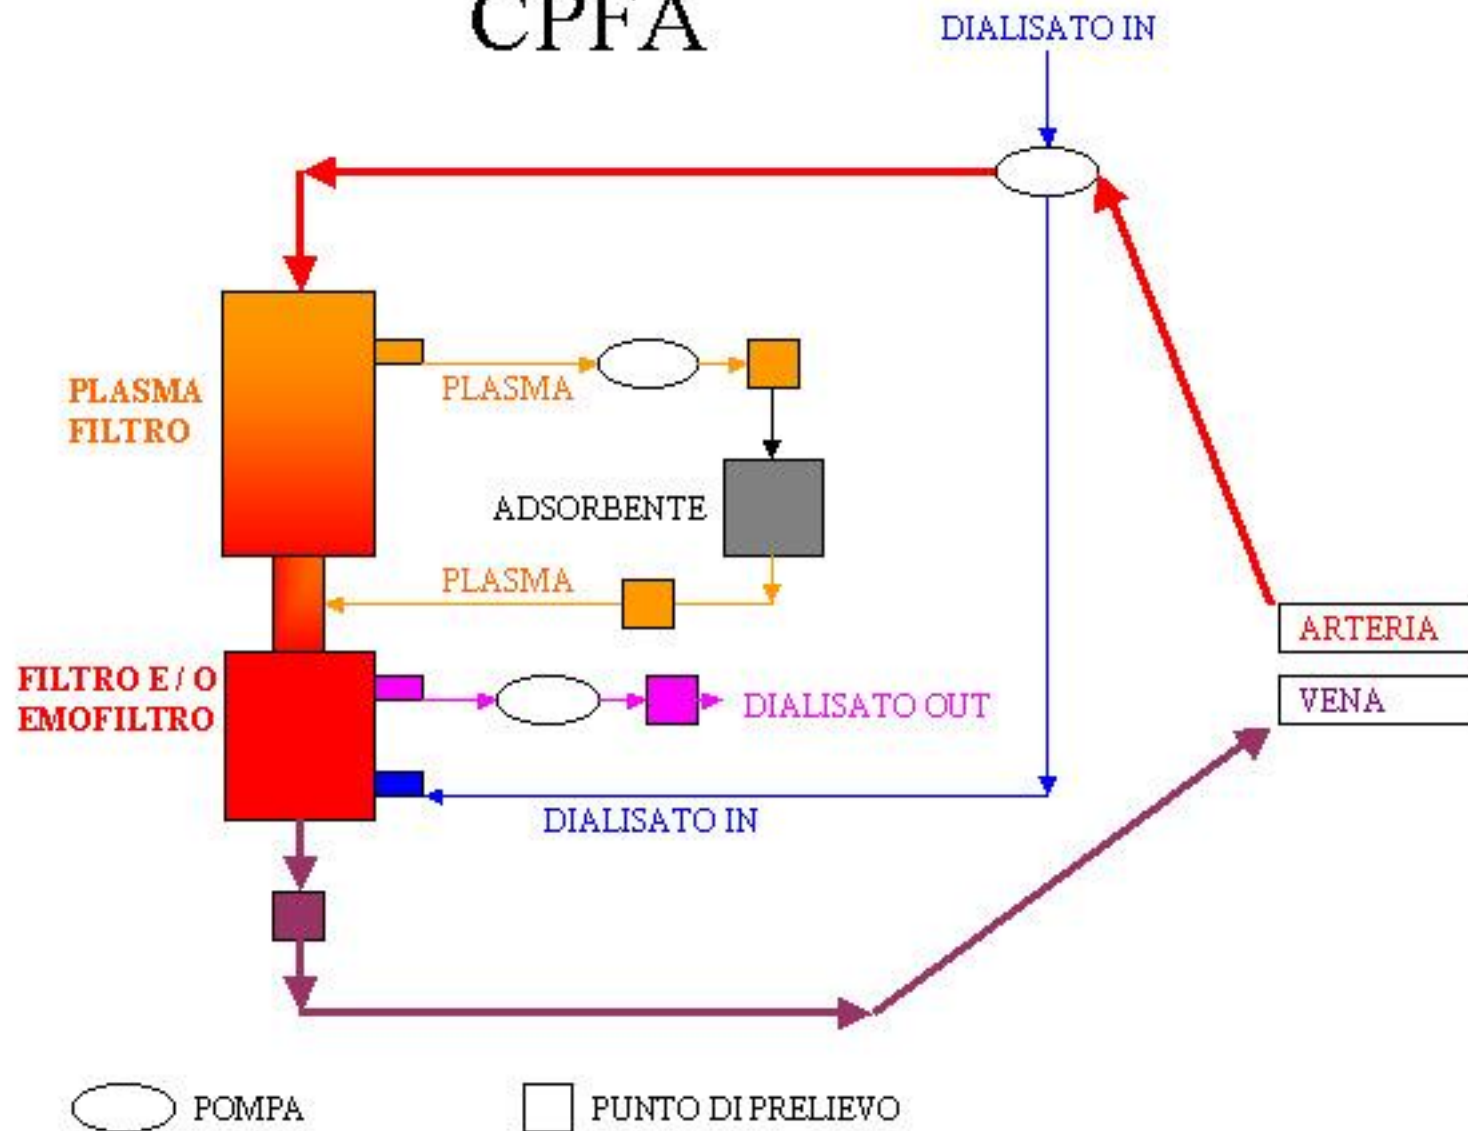 CPFA
DIALISATO IN
PLASMA
FILTRO
PLASMA
ADSORBENTE
PLASMA
ARTERIA
FILTRO E / O
EMOFILTRO
DIALISATO OUT
VENA
DIALISATO IN
POMPA
PUNTO DI PRELIEVO